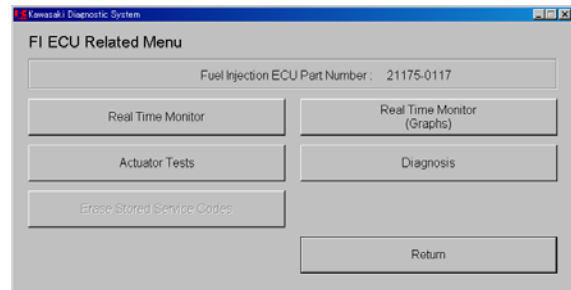 Kawasaki Diagnostic System
FI ECU Related Menu
Fuel Injection ECU Part Number : 21175-0117
Real Time Monitor
Real Time Monitor
(Graphs)
Actuator Tests
Diagnosis
Erase Stored Service Codes
Return